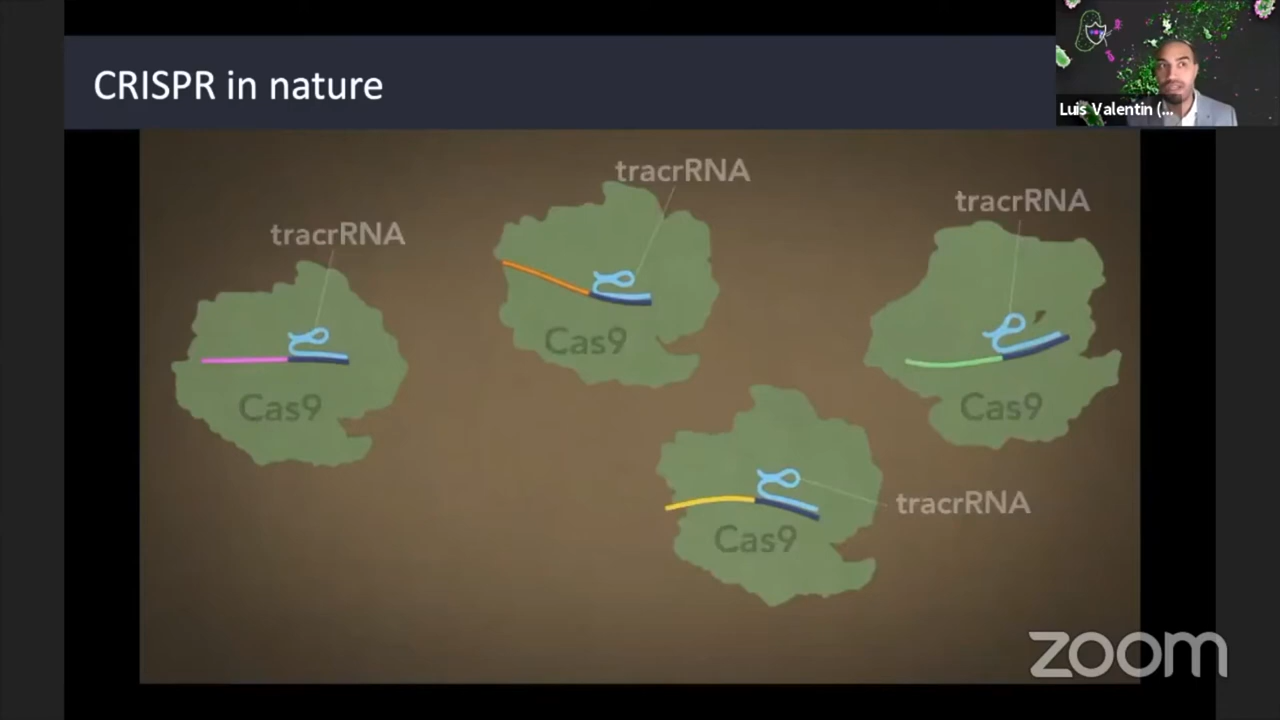 CRISPR in nature
Luis Valentin (...
tracrRNA
tracrRNA
tracrRNA
Cas9
Cas9
Cas9
tracrRNA
Cas9
zoom